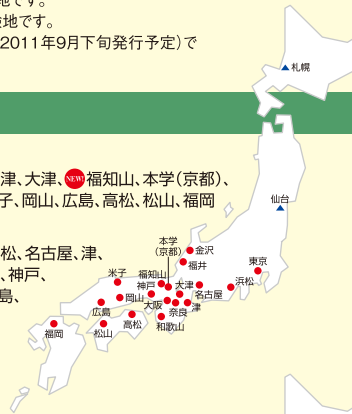 地です。
地です。
2011年9月下旬発行予定)で
札幌
津、大津、NEW!福知山、本学(京都)、
子、岡山、広島、高松、松山、福岡
仙台
松、名古屋、津、
、神戸、
島、
本学
(京都)
金沢
福井
東京
米子
福知山
浜松
神戸
大津
岡山
名古屋
大阪
津
広島
奈良
高松
和歌山
福岡
松山